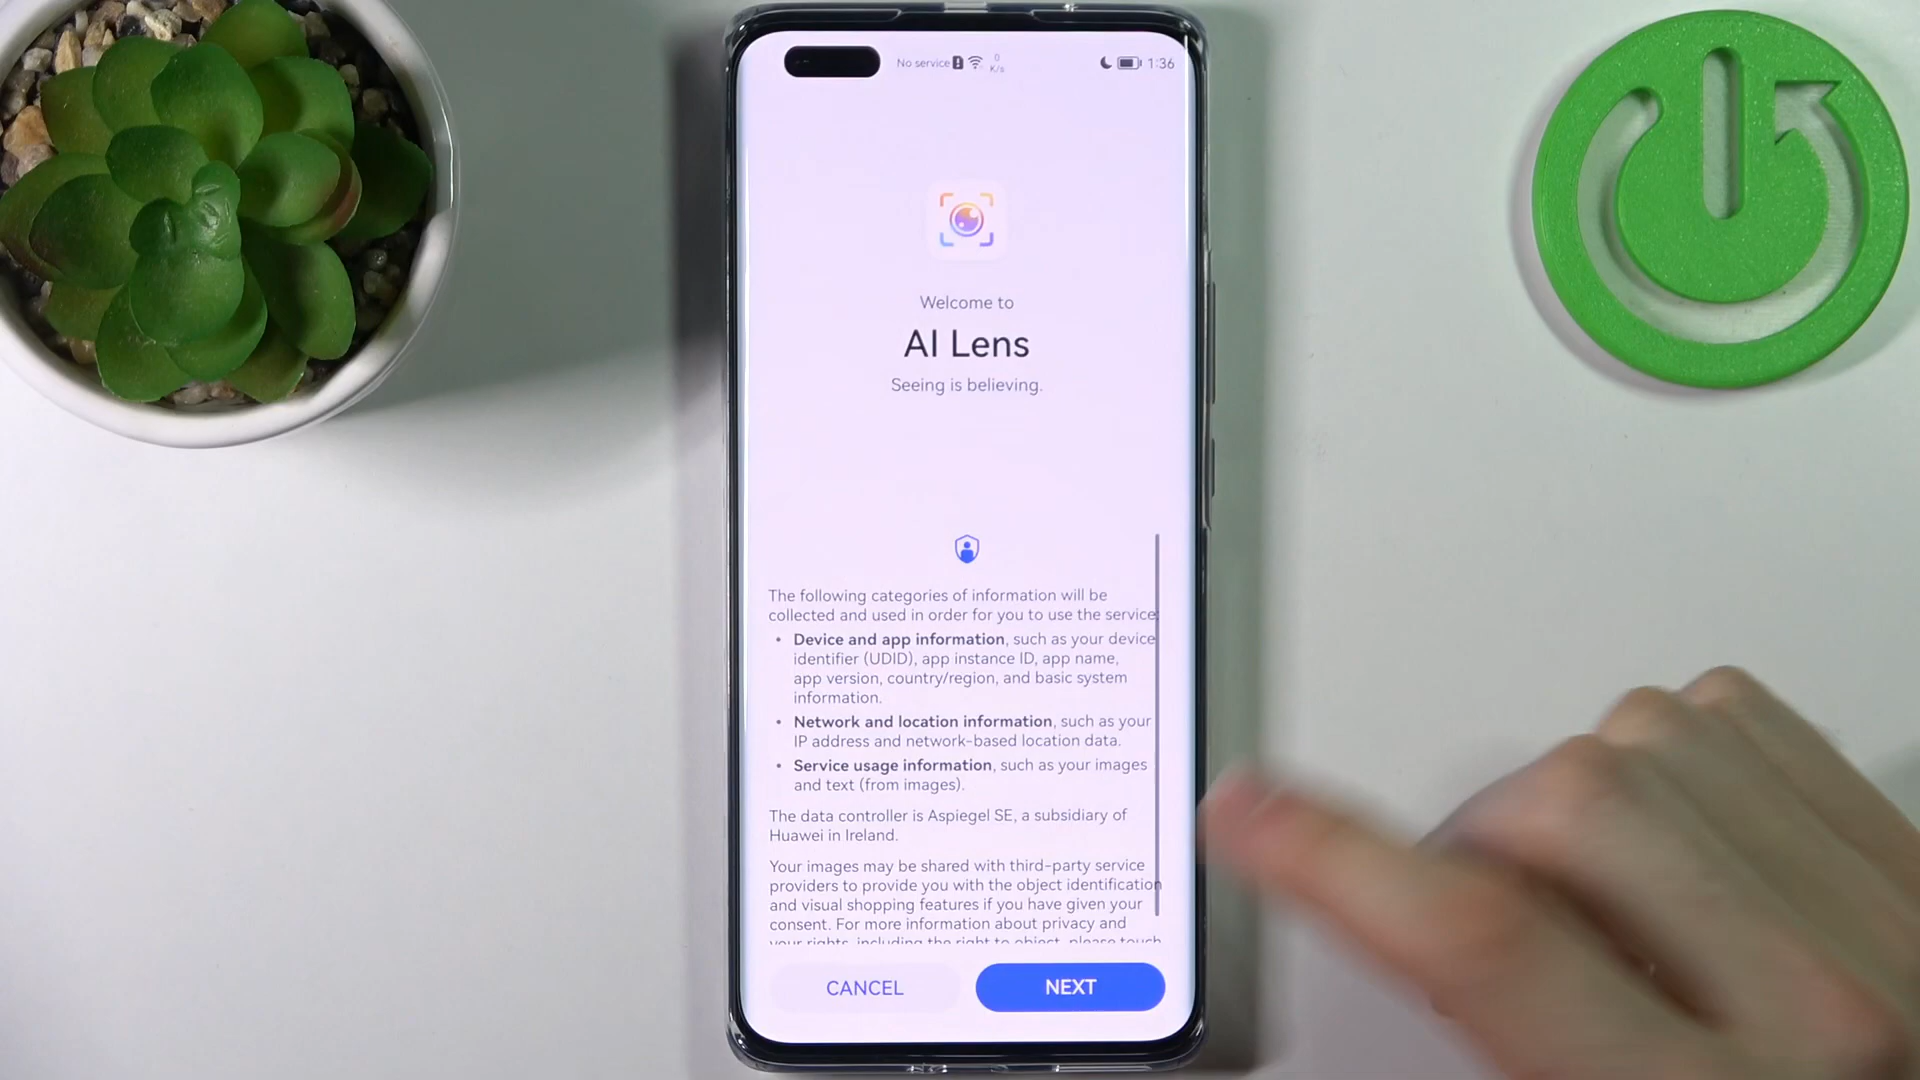 No service
0
K/s
1:36
Welcome to
AI Lens
Seeing is believing.
The following categories of information will be
collected and used in order for you to use the service:
• Device and app information, such as your device
identifier (UDID), app instance ID, app name,
app version, country/region, and basic system
information.
• Network and location information, such as your
IP address and network-based location data.
• Service usage information, such as your images
and text (from images).
The data controller is Aspiegel SE, a subsidiary of
Huawei in Ireland.
Your images may be shared with third-party service
providers to provide you with the object identification
and visual shopping features if you have given your
consent. For more information about privacy and
your rights, including the right to object, please touch
CANCEL
NEXT